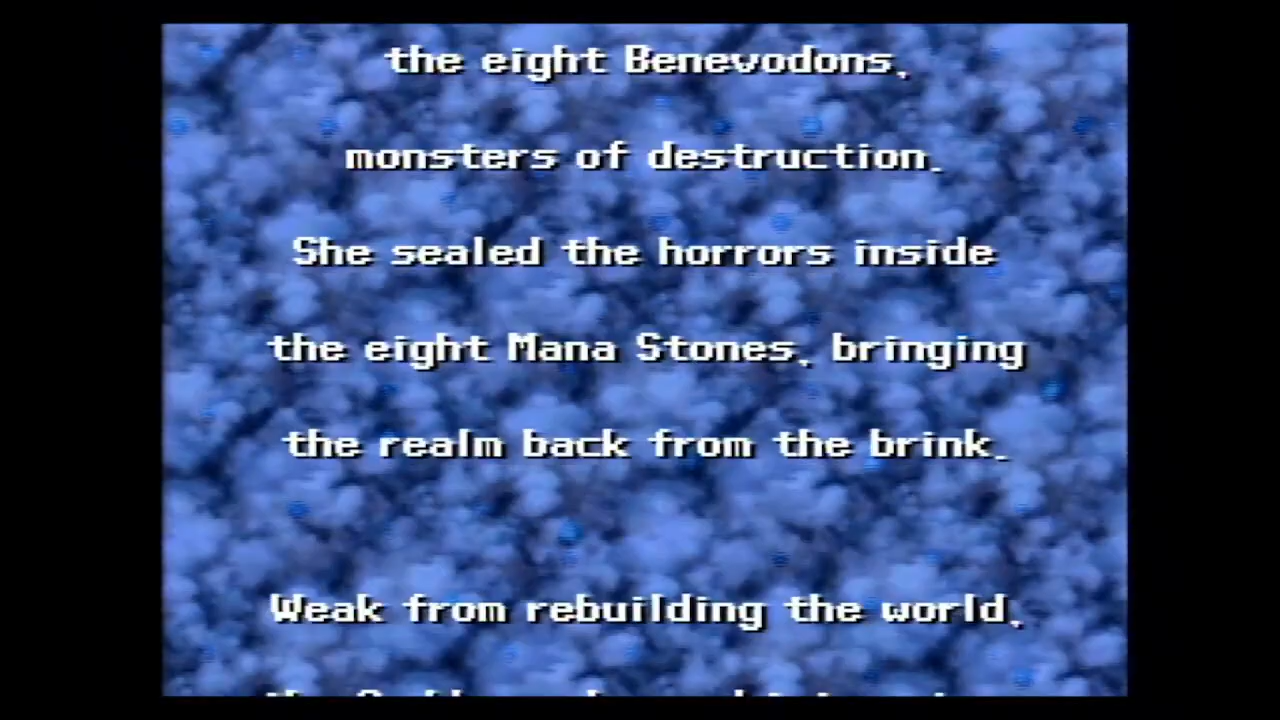 the eight Benevodons,
monsters of destruction.
She sealed the horrors inside
the eight Mana Stones, bringing
the realm back from the brink.
Weak from rebuilding the world,